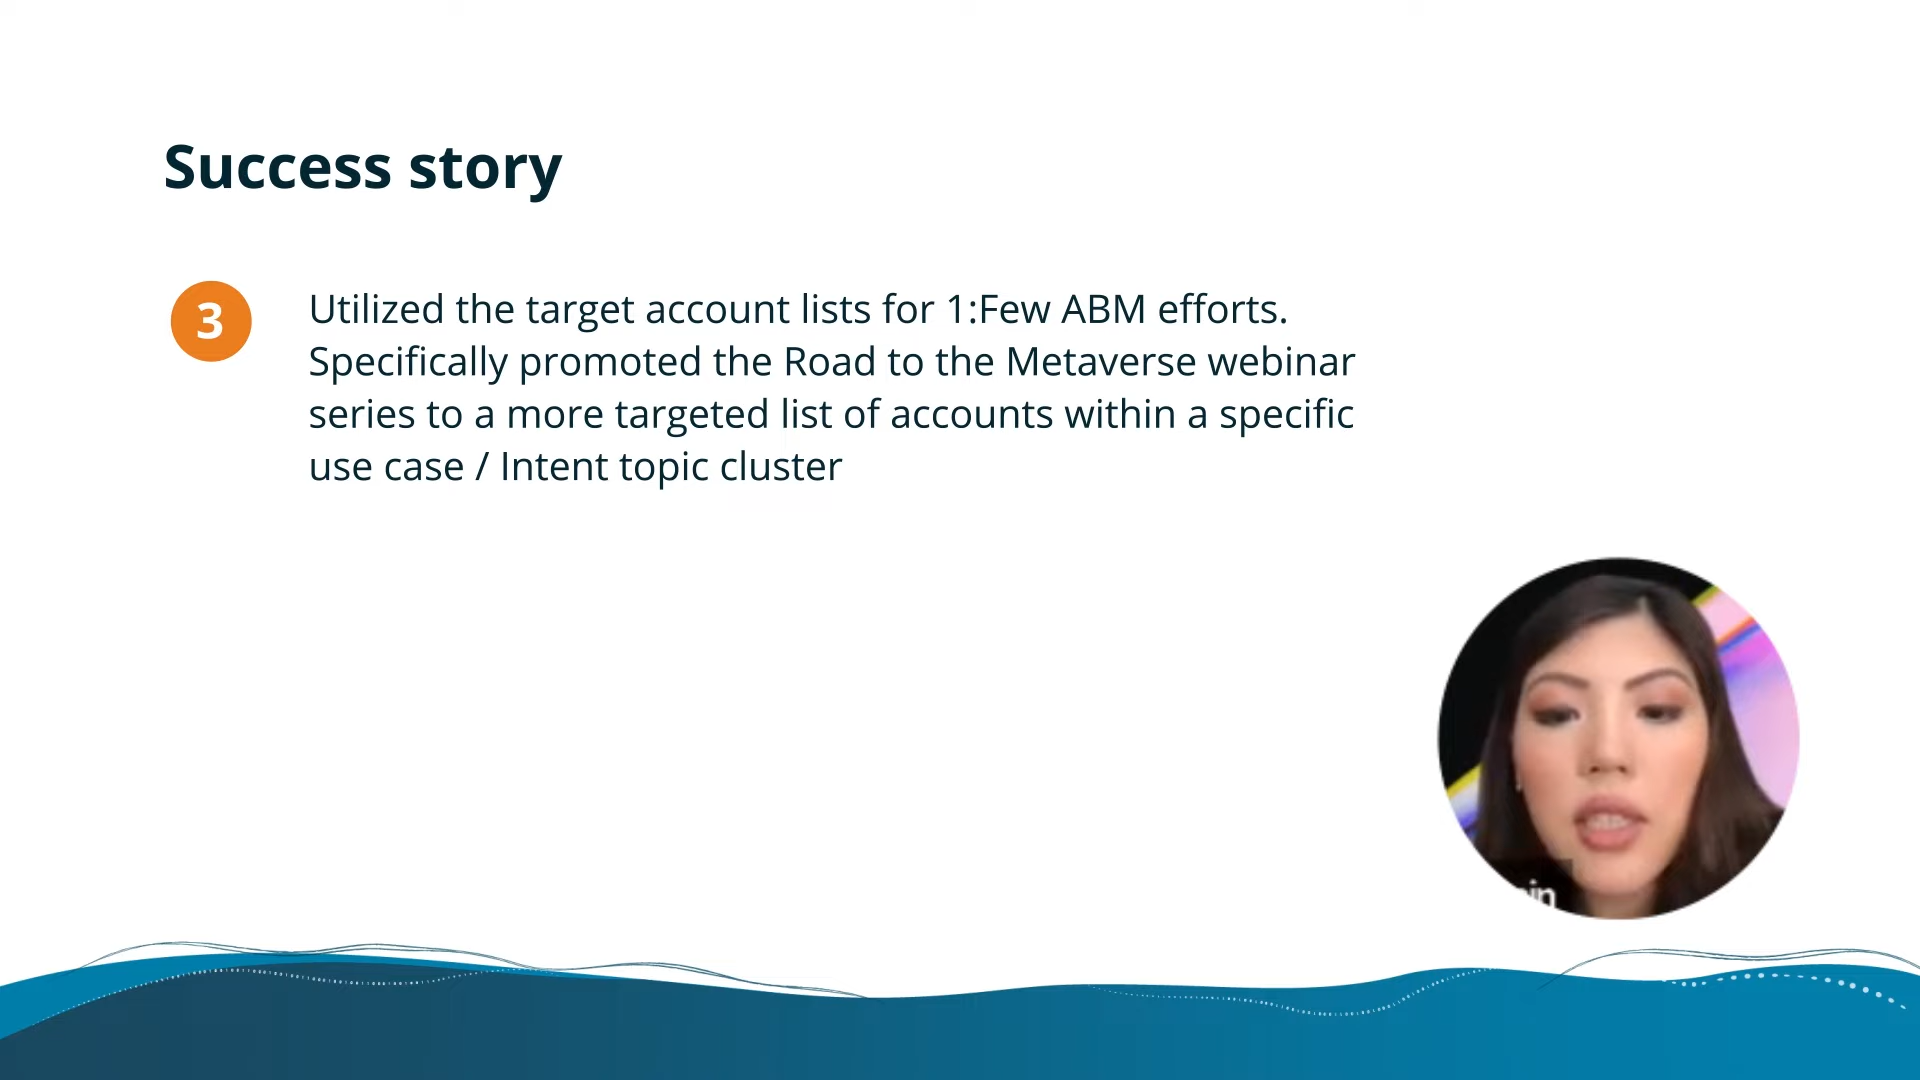 Success story
3
Utilized the target account lists for 1:Few ABM efforts.
Specifically promoted the Road to the Metaverse webinar
series to a more targeted list of accounts within a specific
use case / Intent topic cluster